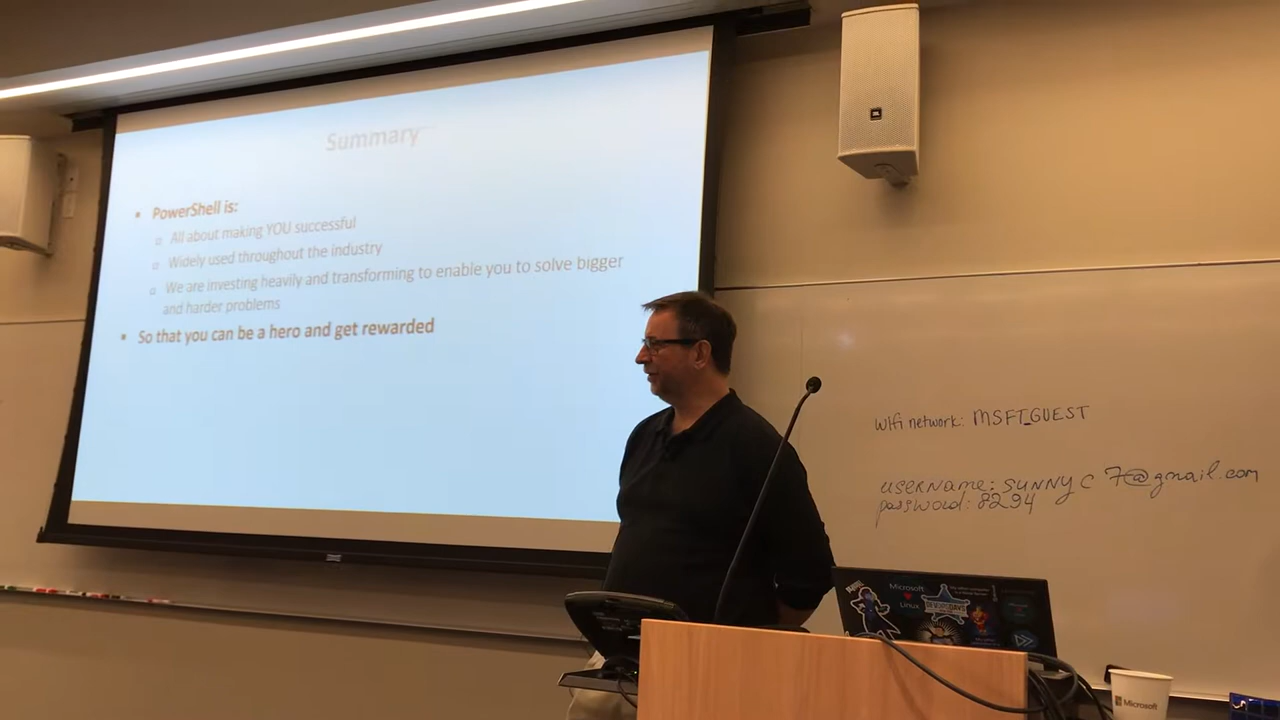 Summary
PowerShell is:
All about making YOU successful
Widely used throughout the industry
We are investing heavily and transforming to enable you to solve bigger
and harder problems
So that you can be a hero and get rewarded
JBL
Wifi network: MSFT_GUEST
username: sunny c 7@gmail.com
password: 8294
Microsoft
Linux
DEVOPSDAYS
Microsoft